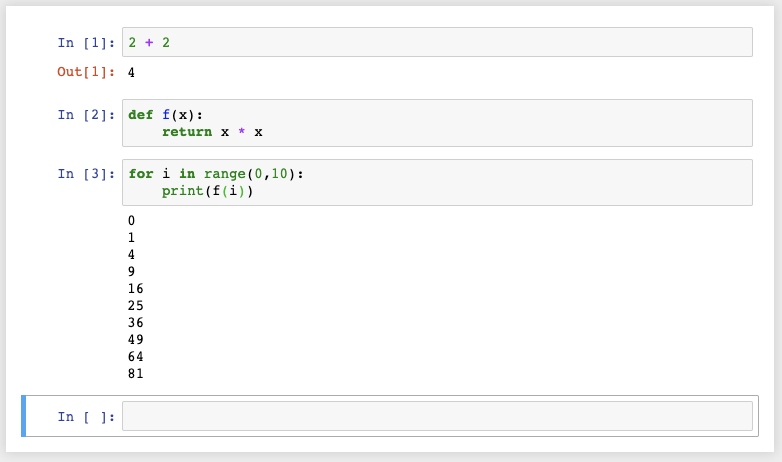 In [1]: 2 + 2
Out[1]: 4
In [2]: def f(x):
    return x * x
In [3]: for i in range(0,10):
    print(f(i))
0
1
4
9
16
25
36
49
64
81
In [ ]: